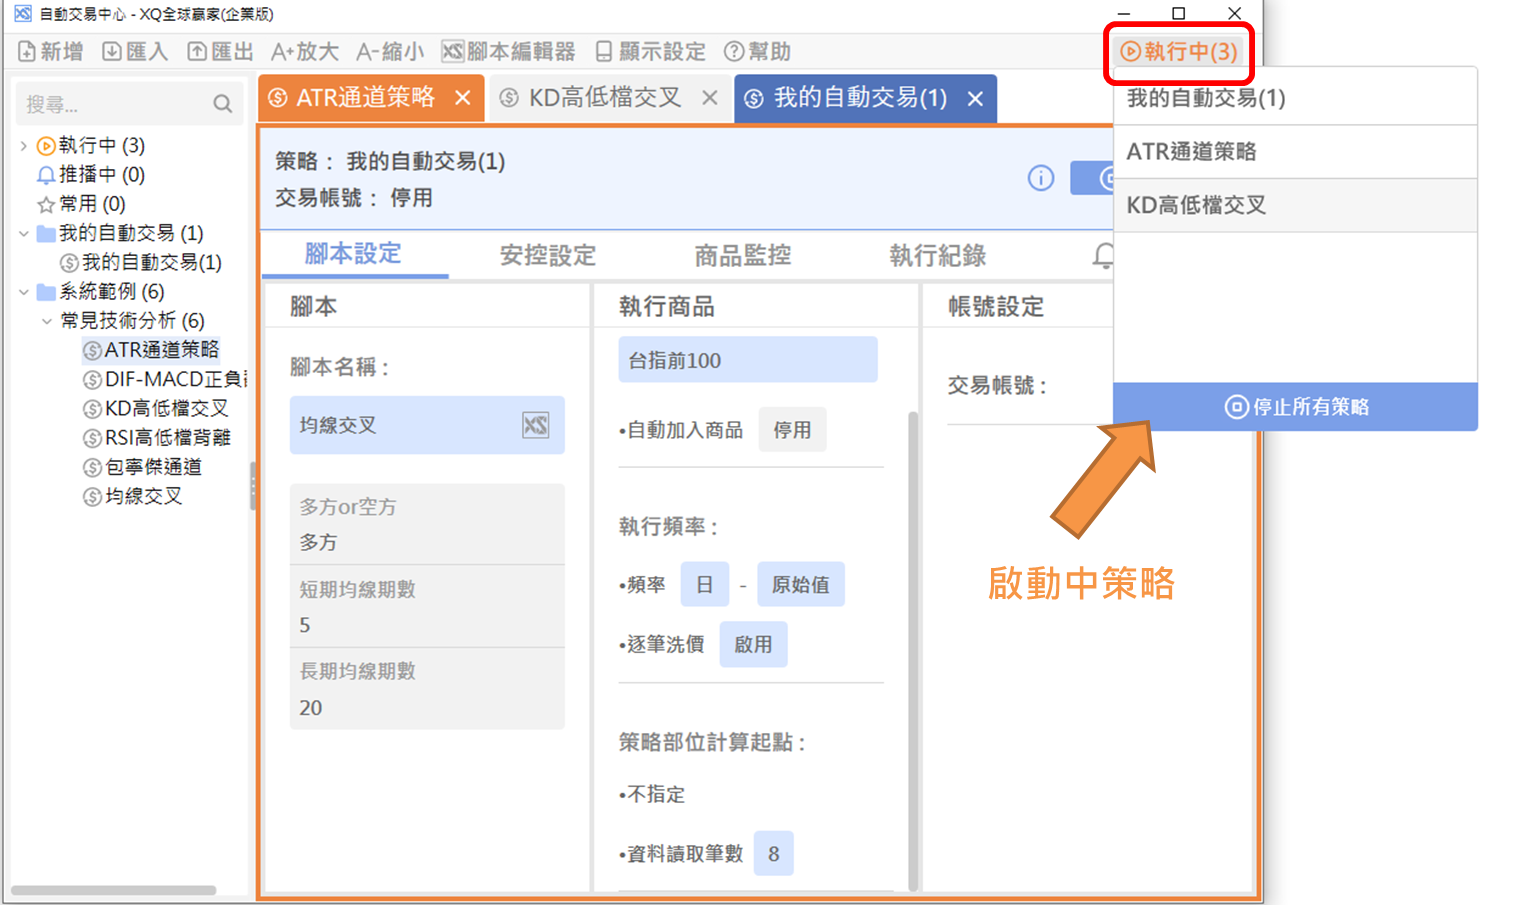 自動交易中心 - XQ全球贏家(企業版)
新增 匯入 匯出 A+放大 A-縮小 XS腳本編輯器 顯示設定 ?幫助 執行中(3)
搜尋...
執行中 (3)
推播中 (0)
常用 (0)
我的自動交易 (1)
我的自動交易(1)
系統範例 (6)
常見技術分析 (6)
ATR通道策略
DIF-MACD正負
KD高低檔交叉
RSI高低檔背離
包寧傑通道
均線交叉
ATR通道策略 KD高低檔交叉 我的自動交易(1)
策略： 我的自動交易(1)
交易帳號： 停用
腳本設定 安控設定 商品監控 執行紀錄
腳本
腳本名稱：
均線交叉 XS
多方or空方
多方
短期均線期數
5
長期均線期數
20
執行商品
台指前100
•自動加入商品 停用
執行頻率：
•頻率 日 - 原始值
•逐筆洗價 啟用
策略部位計算起點：
•不指定
•資料讀取筆數 8
帳號設定
交易帳號：
我的自動交易(1)
ATR通道策略
KD高低檔交叉
停止所有策略
啟動中策略